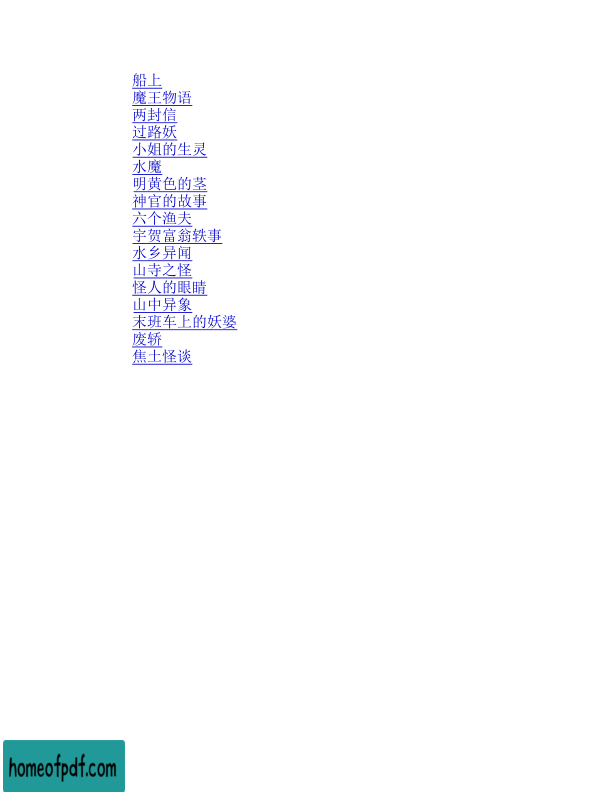 船上
魔王物语
两封信
过路妖
小姐的生灵
水魔
明黄色的茎
神官的故事
六个渔夫
宇贺富翁轶事
水乡异闻
山寺之怪
怪人的眼睛
山中异象
末班车上的妖婆
废轿
焦土怪谈
homeofpdf.com